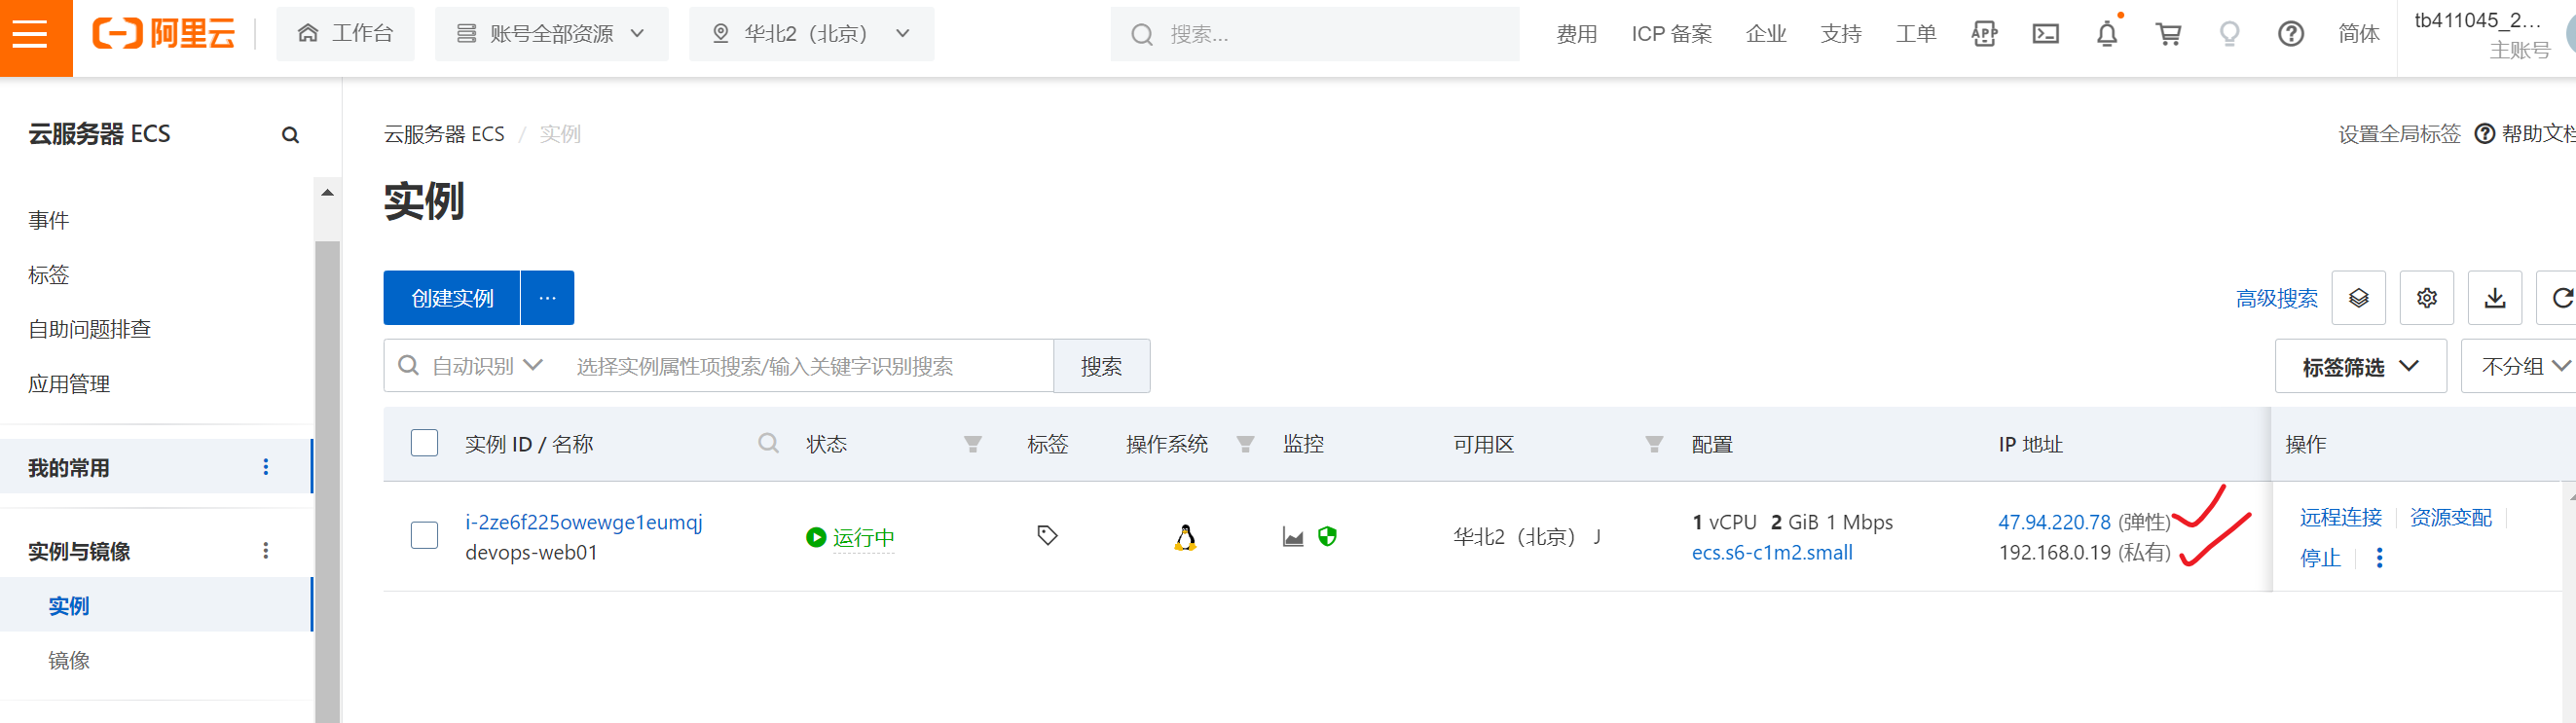 阿里云
工作台
账号全部资源
华北2（北京）
搜索...
费用
ICP 备案
企业
支持
工单
APP
简体
tb411045_2...
主账号
云服务器 ECS
事件
标签
自助问题排查
应用管理
我的常用
实例与镜像
实例
镜像
云服务器 ECS / 实例
设置全局标签
帮助文档
实例
创建实例
...
高级搜索
自动识别
选择实例属性项搜索/输入关键字识别搜索
搜索
标签筛选
不分组
实例 ID / 名称
状态
标签
操作系统
监控
可用区
配置
IP 地址
操作
i-2ze6f225owewge1eumqj
devops-web01
运行中
华北2（北京） J
1 vCPU 2 GiB 1 Mbps
ecs.s6-c1m2.small
47.94.220.78 (弹性)
192.168.0.19 (私有)
远程连接
资源变配
停止